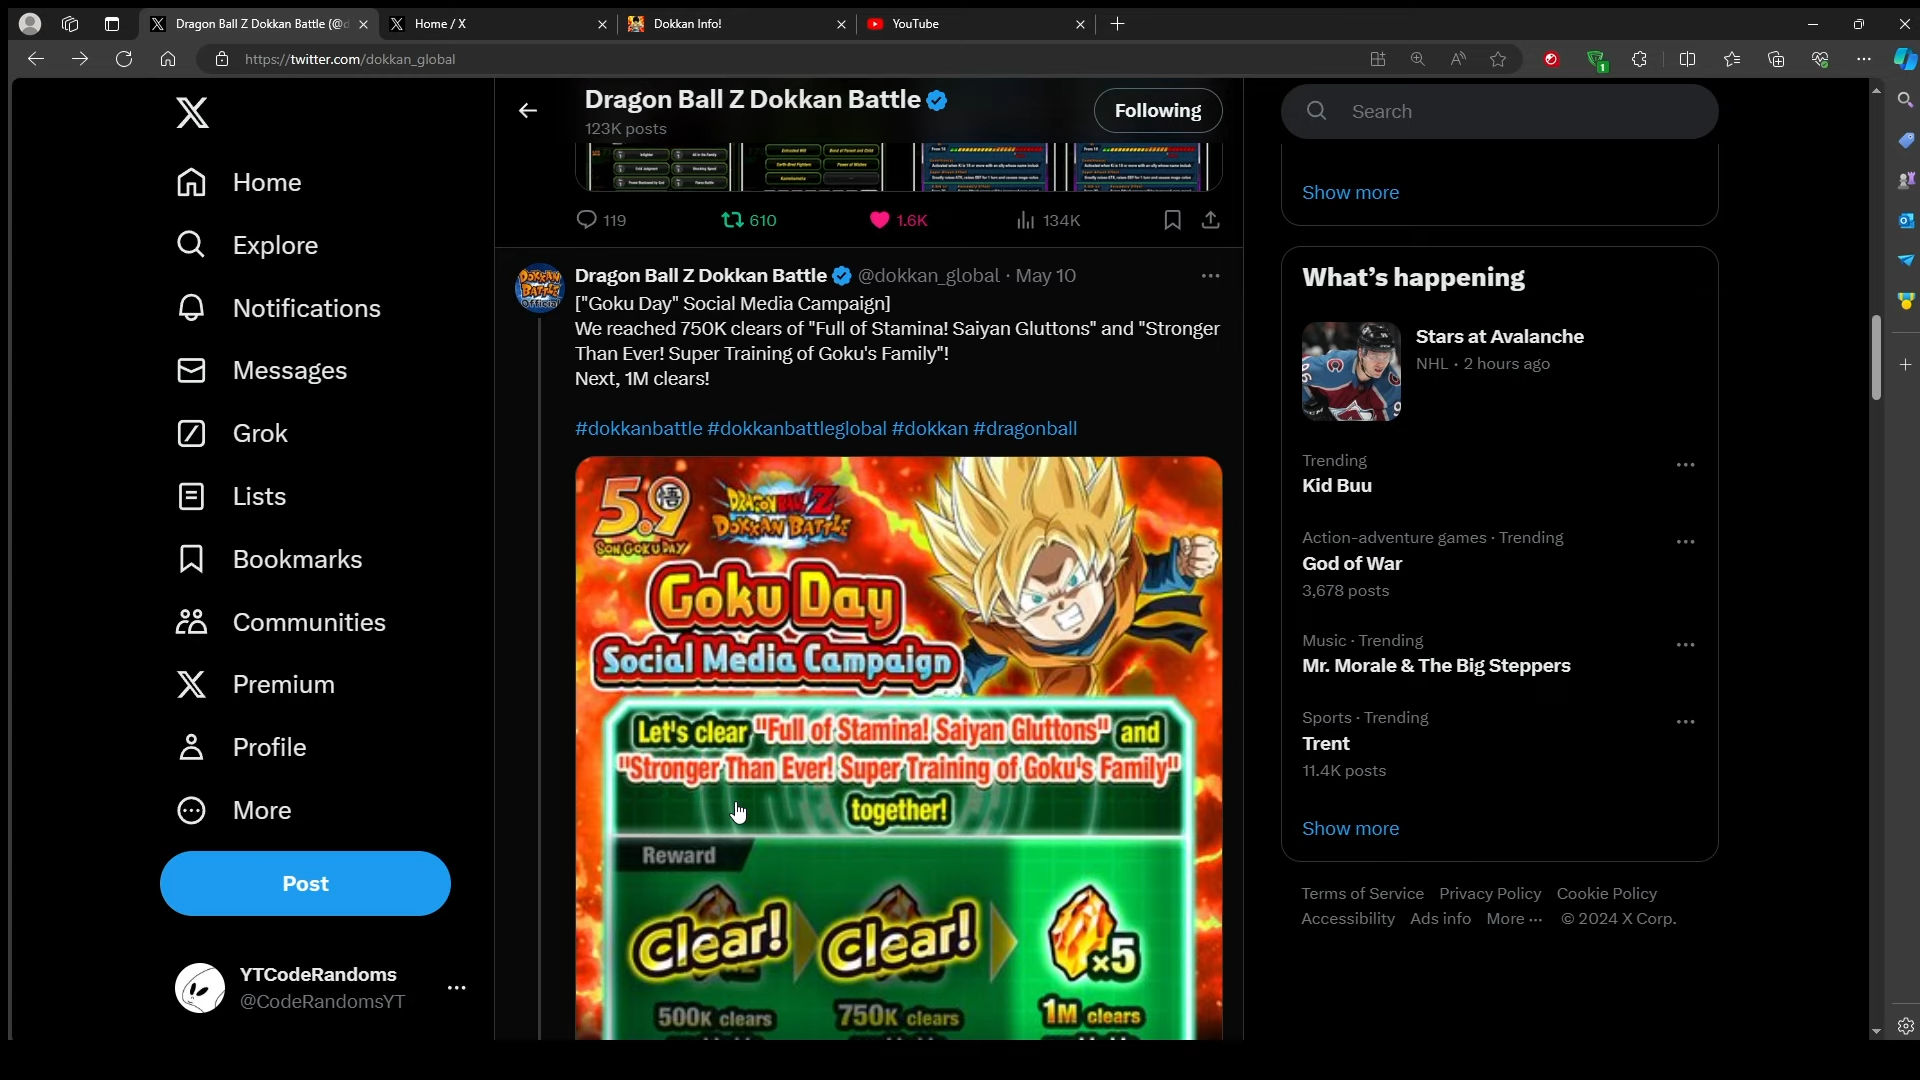 Dragon Ball Z Dokkan Battle (@d
Home / X
Dokkan Info!
YouTube
https://twitter.com/dokkan_global
1
Home
Explore
Notifications
Messages
Grok
Lists
Bookmarks
Communities
Premium
Profile
More
Post
YTCodeRandoms
@CodeRandomsYT
Dragon Ball Z Dokkan Battle
123K posts
Following
119
610
1.6K
134K
Dragon Ball Z Dokkan Battle @dokkan_global · May 10
["Goku Day" Social Media Campaign]
We reached 750K clears of "Full of Stamina! Saiyan Gluttons" and "Stronger
Than Ever! Super Training of Goku's Family"!
Next, 1M clears!
#dokkanbattle #dokkanbattleglobal #dokkan #dragonball
5.9 悟
SON GOKU DAY
DRAGON BALL Z
DOKKAN BATTLE
Goku Day
Social Media Campaign
Let's clear "Full of Stamina! Saiyan Gluttons" and
"Stronger Than Ever! Super Training of Goku's Family"
together!
Reward
Clear!
Clear!
×5
500K clears
750K clears
1M clears
Search
Show more
What's happening
Stars at Avalanche
NHL · 2 hours ago
Trending
Kid Buu
Action-adventure games · Trending
God of War
3,678 posts
Music · Trending
Mr. Morale & The Big Steppers
Sports · Trending
Trent
11.4K posts
Show more
Terms of Service Privacy Policy Cookie Policy
Accessibility Ads info More ··· © 2024 X Corp.